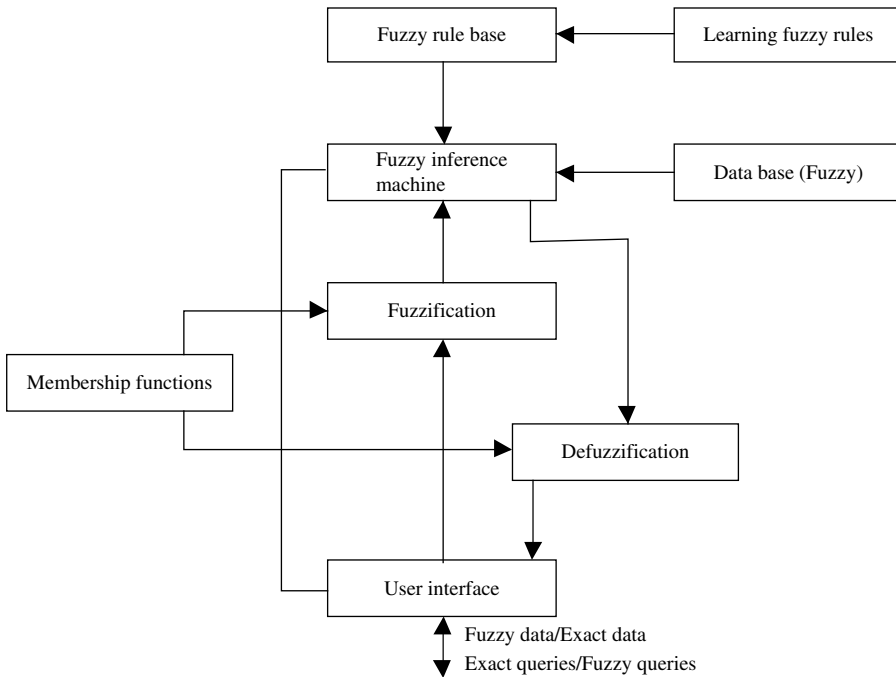 Fuzzy rule base
Learning fuzzy rules
Fuzzy inference
machine
Data base (Fuzzy)
Fuzzification
Membership functions
Defuzzification
User interface
Fuzzy data/Exact data
Exact queries/Fuzzy queries